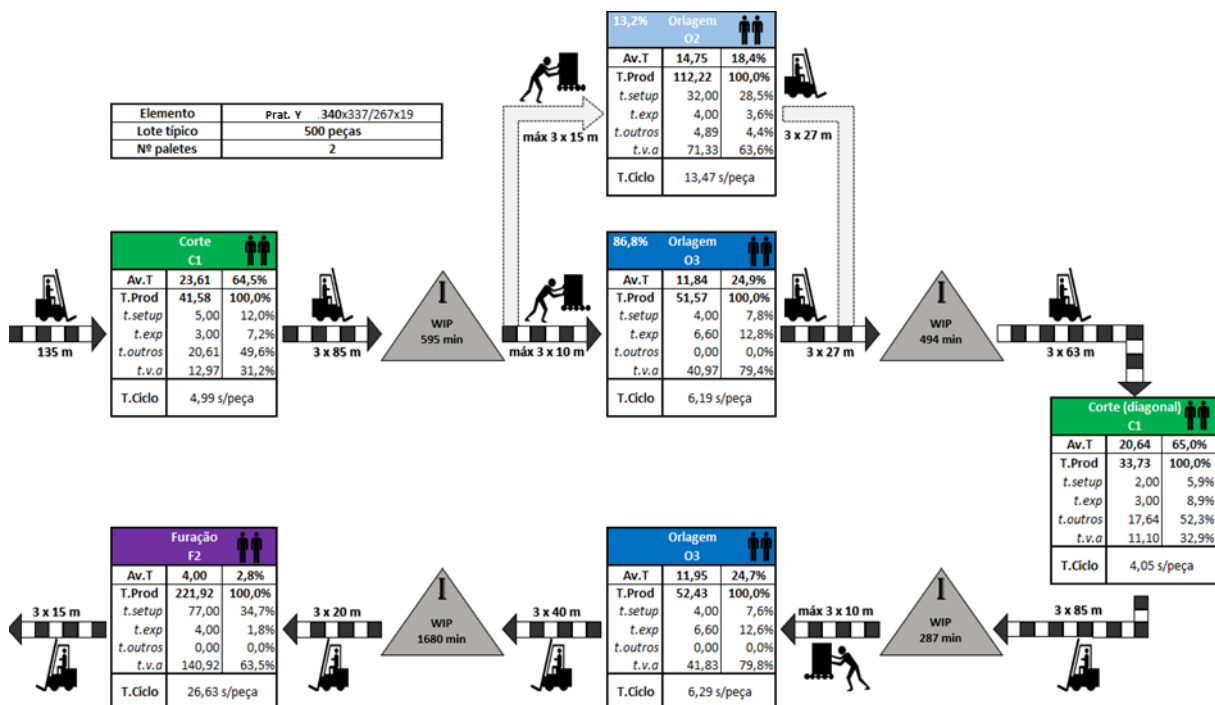 13,2% Orlagem
O2
Av.T 14,75 18,4%
T.Prod 112,22 100,0%
t.setup 32,00 28,5%
t.exp 4,00 3,6%
t.outros 4,89 4,4%
t.v.a 71,33 63,6%
T.Ciclo 13,47 s/peça
máx 3 x 15 m
3 x 27 m
Elemento Prat. Y .340x337/267x19
Lote típico 500 peças
Nº paletes 2
135 m
Corte
C1
Av.T 23,61 64,5%
T.Prod 41,58 100,0%
t.setup 5,00 12,0%
t.exp 3,00 7,2%
t.outros 20,61 49,6%
t.v.a 12,97 31,2%
T.Ciclo 4,99 s/peça
3 x 85 m
I
WIP
595 min
máx 3 x 10 m
86,8% Orlagem
O3
Av.T 11,84 24,9%
T.Prod 51,57 100,0%
t.setup 4,00 7,8%
t.exp 6,60 12,8%
t.outros 0,00 0,0%
t.v.a 40,97 79,4%
T.Ciclo 6,19 s/peça
3 x 27 m
I
WIP
494 min
3 x 63 m
Corte (diagonal)
C1
Av.T 20,64 65,0%
T.Prod 33,73 100,0%
t.setup 2,00 5,9%
t.exp 3,00 8,9%
t.outros 17,64 52,3%
t.v.a 11,10 32,9%
T.Ciclo 4,05 s/peça
3 x 85 m
I
WIP
287 min
máx 3 x 10 m
Orlagem
O3
Av.T 11,95 24,7%
T.Prod 52,43 100,0%
t.setup 4,00 7,6%
t.exp 6,60 12,6%
t.outros 0,00 0,0%
t.v.a 41,83 79,8%
T.Ciclo 6,29 s/peça
3 x 40 m
I
WIP
1680 min
3 x 20 m
Furação
F2
Av.T 4,00 2,8%
T.Prod 221,92 100,0%
t.setup 77,00 34,7%
t.exp 4,00 1,8%
t.outros 0,00 0,0%
t.v.a 140,92 63,5%
T.Ciclo 26,63 s/peça
3 x 15 m